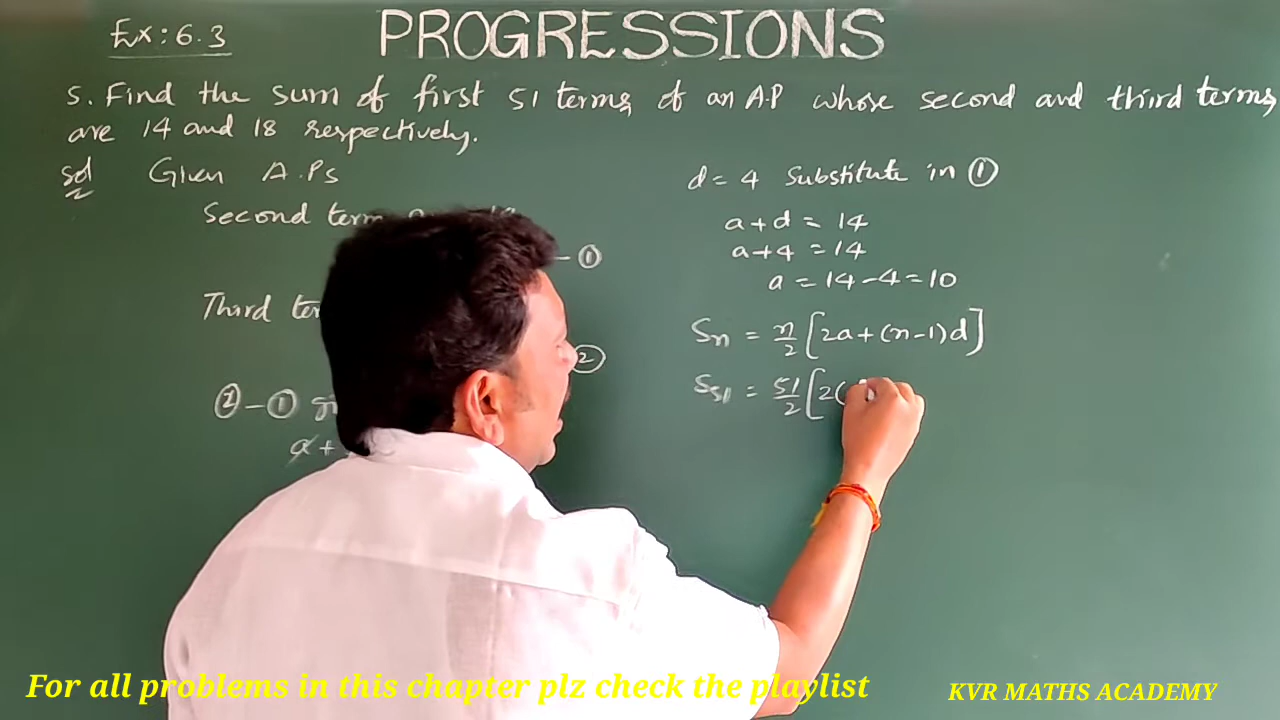 Ex: 6.3
PROGRESSIONS
5. Find the sum of first 51 terms of an A.P whose second and third terms
are 14 and 18 respectively.
Sol Given A.Ps
Second term
- ①
Third
②
② - ①
a +
d = 4 Substitute in ①
a + d = 14
a + 4 = 14
a = 14 - 4 = 10
Sn = n/2 [2a + (n-1)d]
S51 = 51/2 [2(
For all problems in this chapter plz check the playlist
KVR MATHS ACADEMY